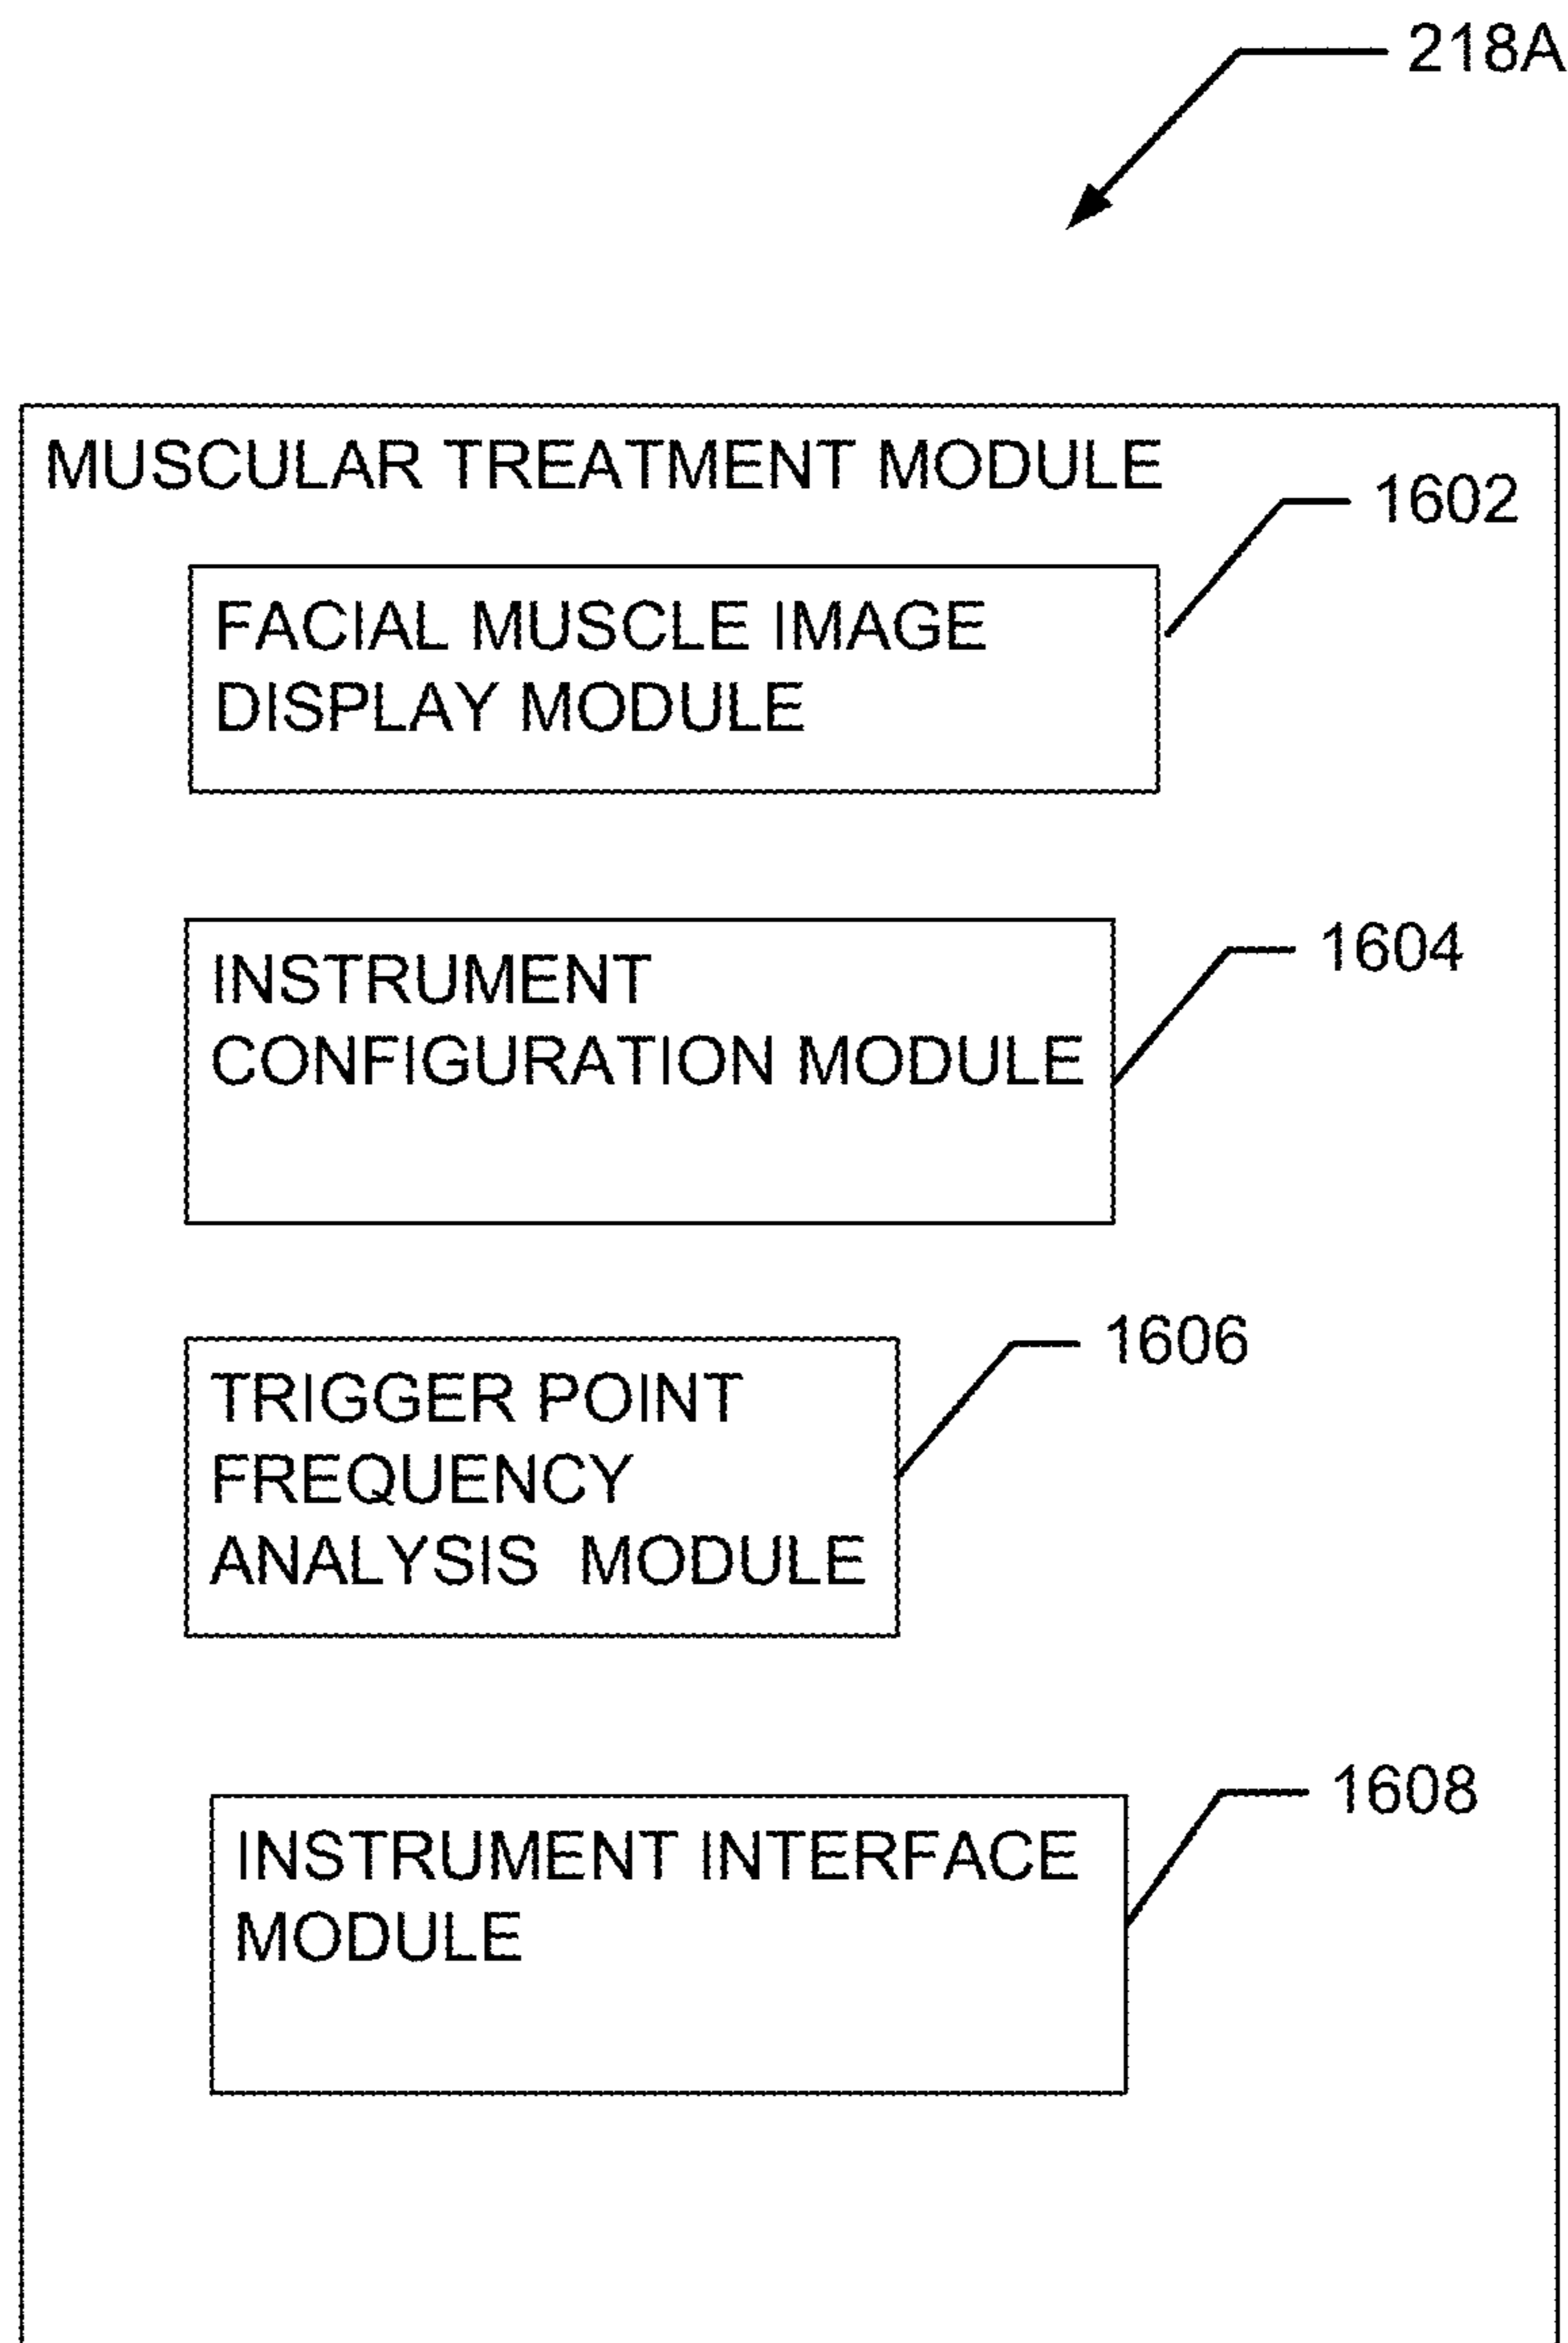 218A
MUSCULAR TREATMENT MODULE
1602
FACIAL MUSCLE IMAGE
DISPLAY MODULE
1604
INSTRUMENT
CONFIGURATION MODULE
1606
TRIGGER POINT
FREQUENCY
ANALYSIS MODULE
1608
INSTRUMENT INTERFACE
MODULE